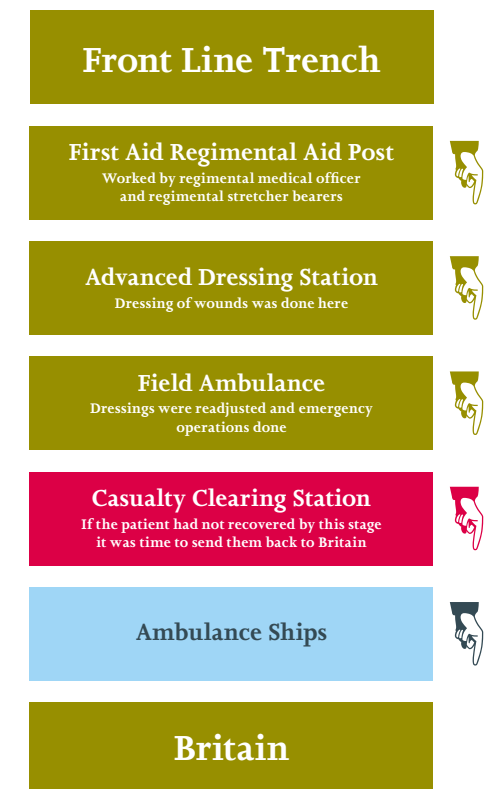 Front Line Trench
First Aid Regimental Aid Post
Worked by regimental medical officer
and regimental stretcher bearers
Advanced Dressing Station
Dressing of wounds was done here
Field Ambulance
Dressings were readjusted and emergency
operations done
Casualty Clearing Station
If the patient had not recovered by this stage
it was time to send them back to Britain
Ambulance Ships
Britain